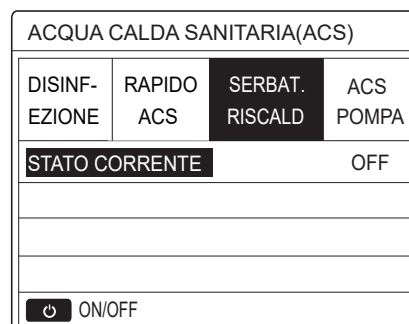 ACQUA CALDA SANITARIA(ACS)
DISINF-
EZIONE
RAPIDO
ACS
SERBAT.
RISCALD
ACS
POMPA
STATO CORRENTE OFF
ON/OFF